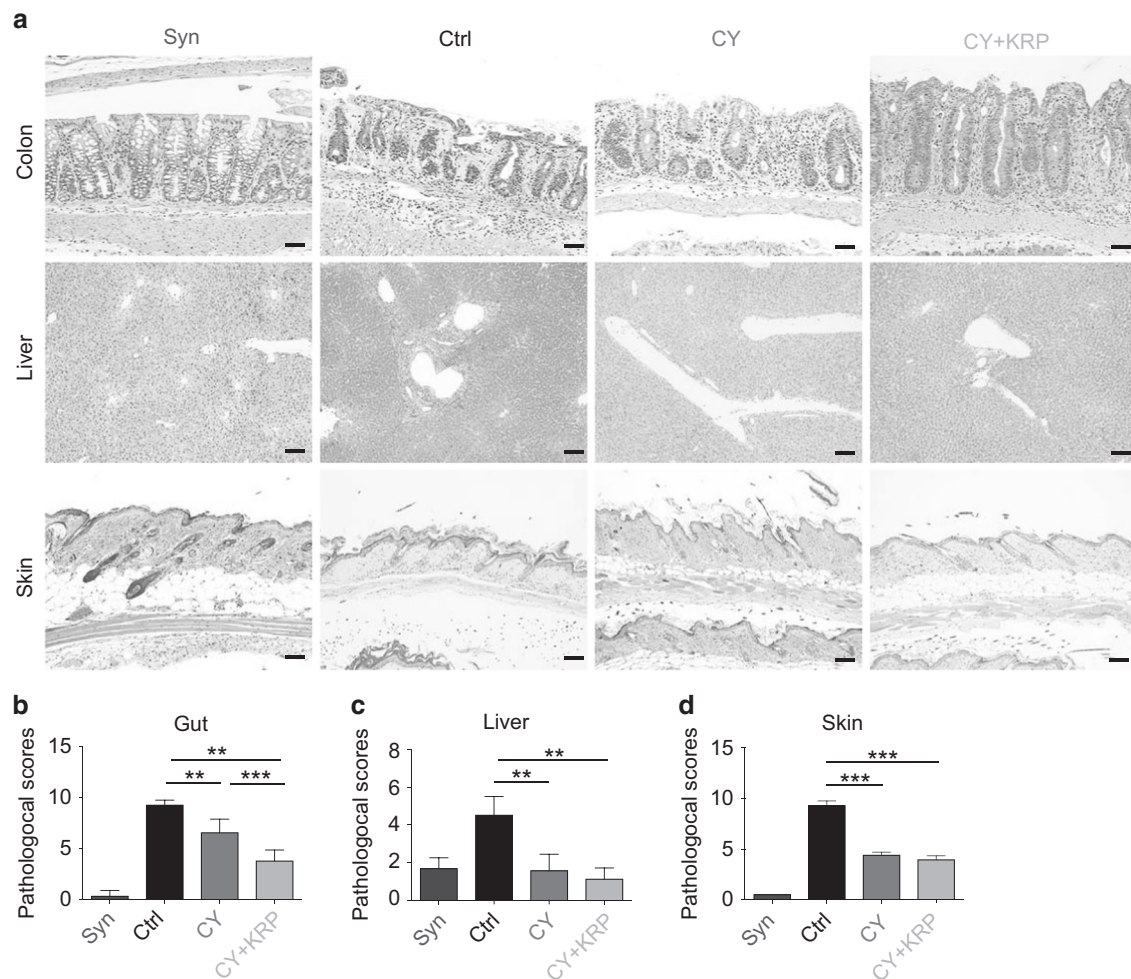 a
Syn Ctrl CY CY+KRP
Colon
Liver
Skin
b
Gut
Pathologocal scores
15
10
5
0
**
** ***
Syn Ctrl CY CY+KRP
c
Liver
Pathologocal scores
8
6
4
2
0
**
**
Syn Ctrl CY CY+KRP
d
Skin
Pathologocal scores
15
10
5
0
***
***
Syn Ctrl CY CY+KRP